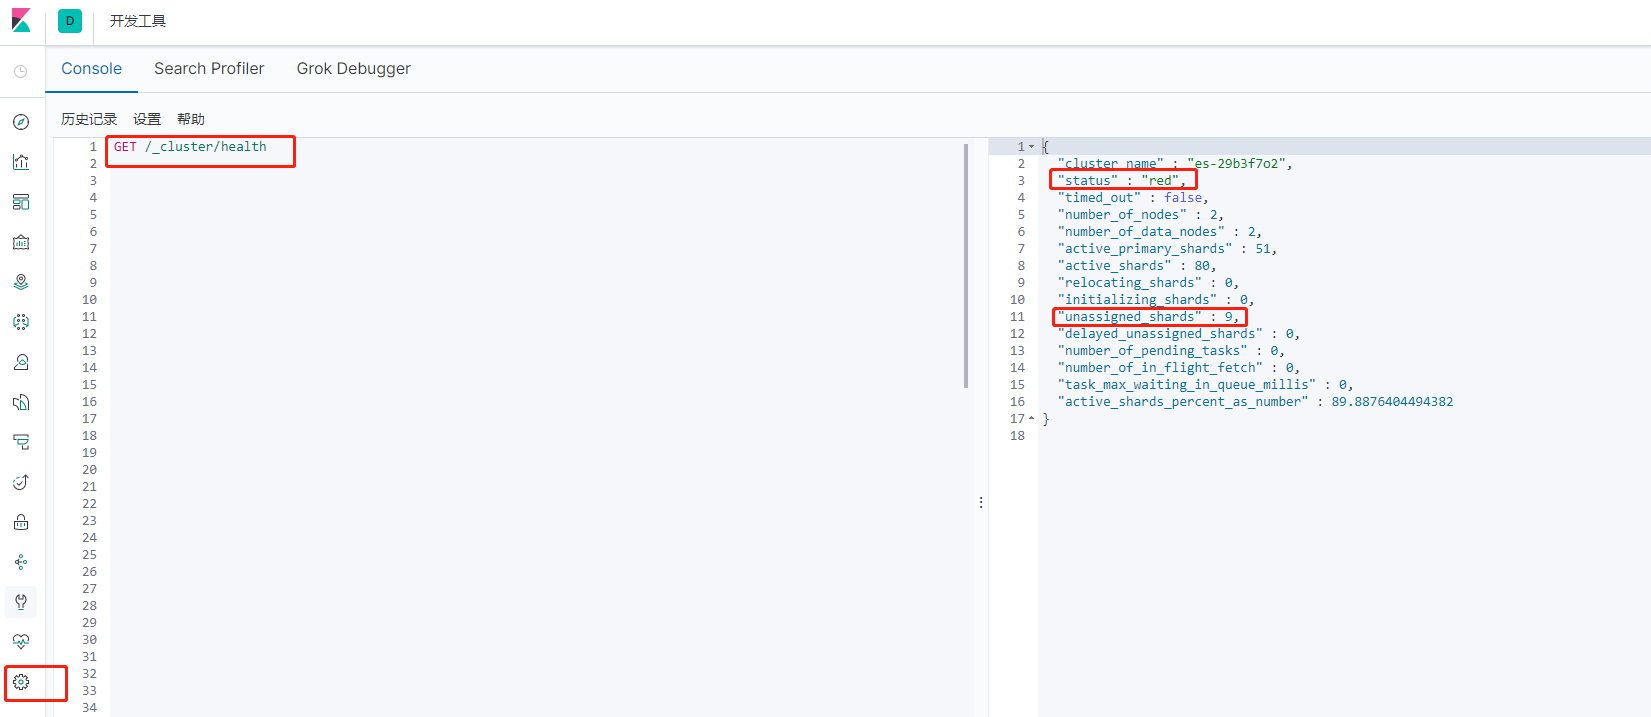 D 开发工具
Console Search Profiler Grok Debugger
历史记录 设置 帮助
1 GET /_cluster/health
2
3
4
5
6
7
8
9
10
11
12
13
14
15
16
17
18
19
20
21
22
23
24
25
26
27
28
29
30
31
32
33
34
1 {
2 "cluster_name" : "es-29b3f7o2",
3 "status" : "red",
4 "timed_out" : false,
5 "number_of_nodes" : 2,
6 "number_of_data_nodes" : 2,
7 "active_primary_shards" : 51,
8 "active_shards" : 80,
9 "relocating_shards" : 0,
10 "initializing_shards" : 0,
11 "unassigned_shards" : 9,
12 "delayed_unassigned_shards" : 0,
13 "number_of_pending_tasks" : 0,
14 "number_of_in_flight_fetch" : 0,
15 "task_max_waiting_in_queue_millis" : 0,
16 "active_shards_percent_as_number" : 89.8876404494382
17 }
18